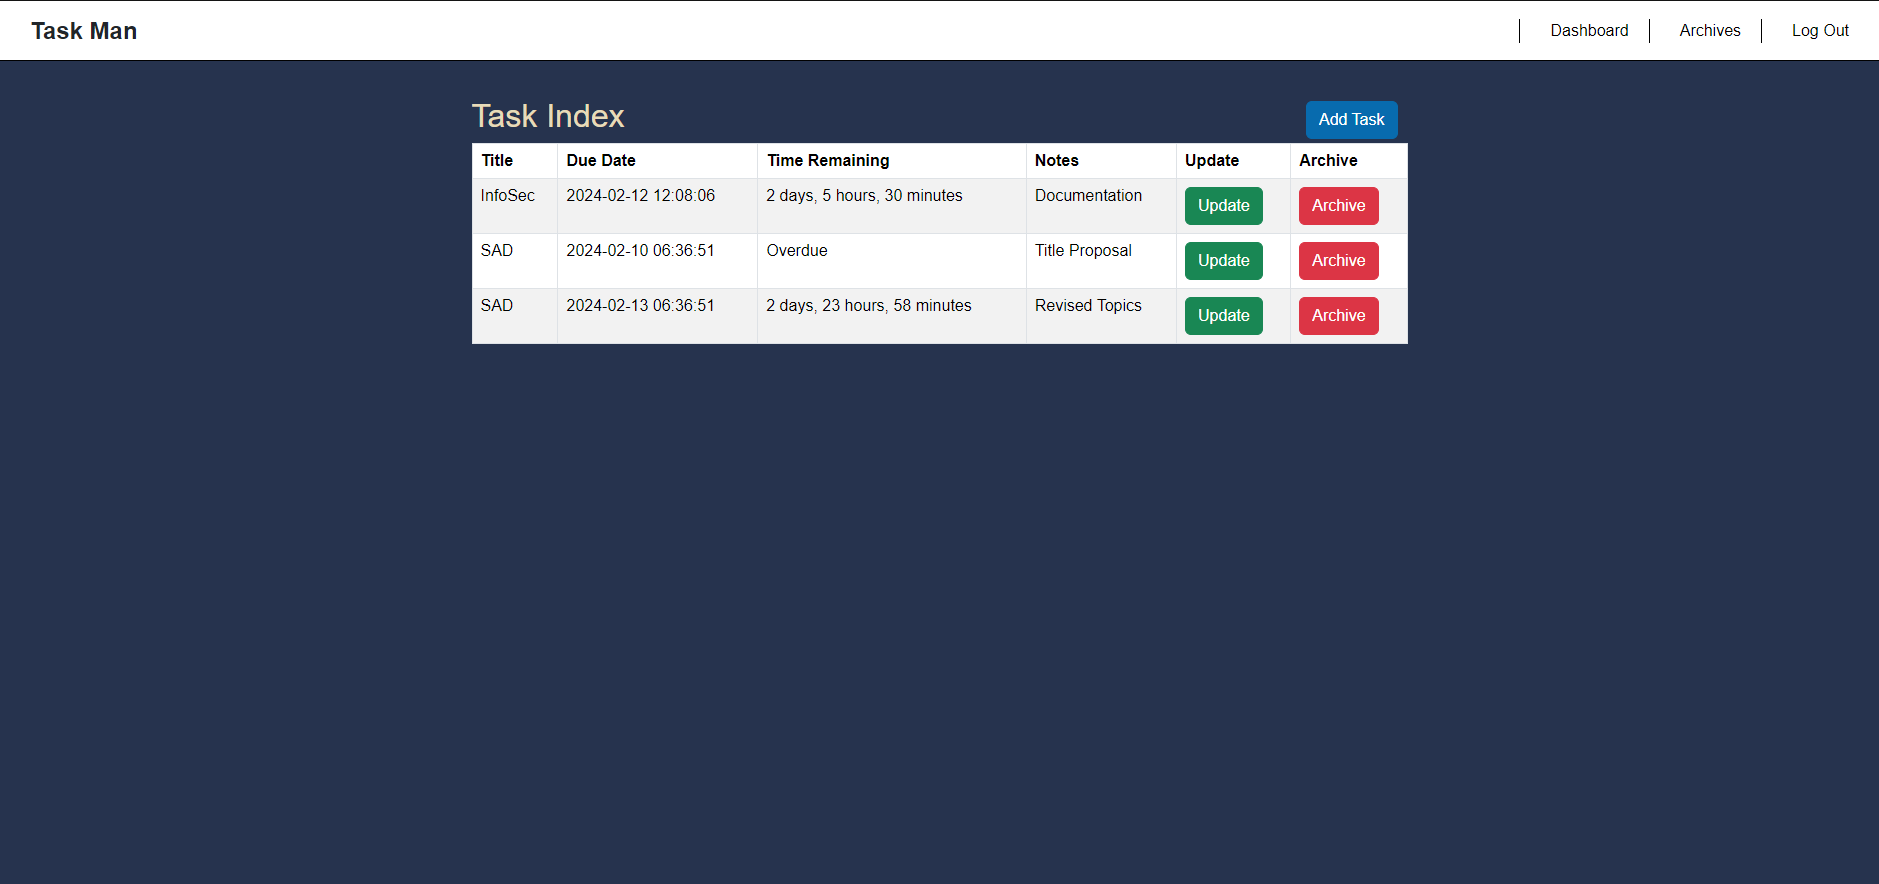 Task Man Dashboard Archives Log Out
Task Index Add Task
Title Due Date Time Remaining Notes Update Archive
InfoSec 2024-02-12 12:08:06 2 days, 5 hours, 30 minutes Documentation Update Archive
SAD 2024-02-10 06:36:51 Overdue Title Proposal Update Archive
SAD 2024-02-13 06:36:51 2 days, 23 hours, 58 minutes Revised Topics Update Archive